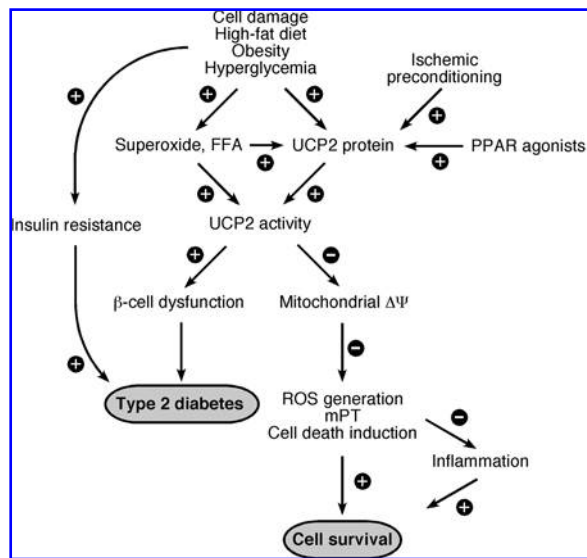 Cell damage
High-fat diet
Obesity
Hyperglycemia
Ischemic
preconditioning
+
+
+
+
Superoxide, FFA
+
UCP2 protein
+
PPAR agonists
+
+
Insulin resistance
UCP2 activity
+
−
β-cell dysfunction
Mitochondrial ΔΨ
−
+
Type 2 diabetes
ROS generation
mPT
Cell death induction
−
Inflammation
+
+
Cell survival